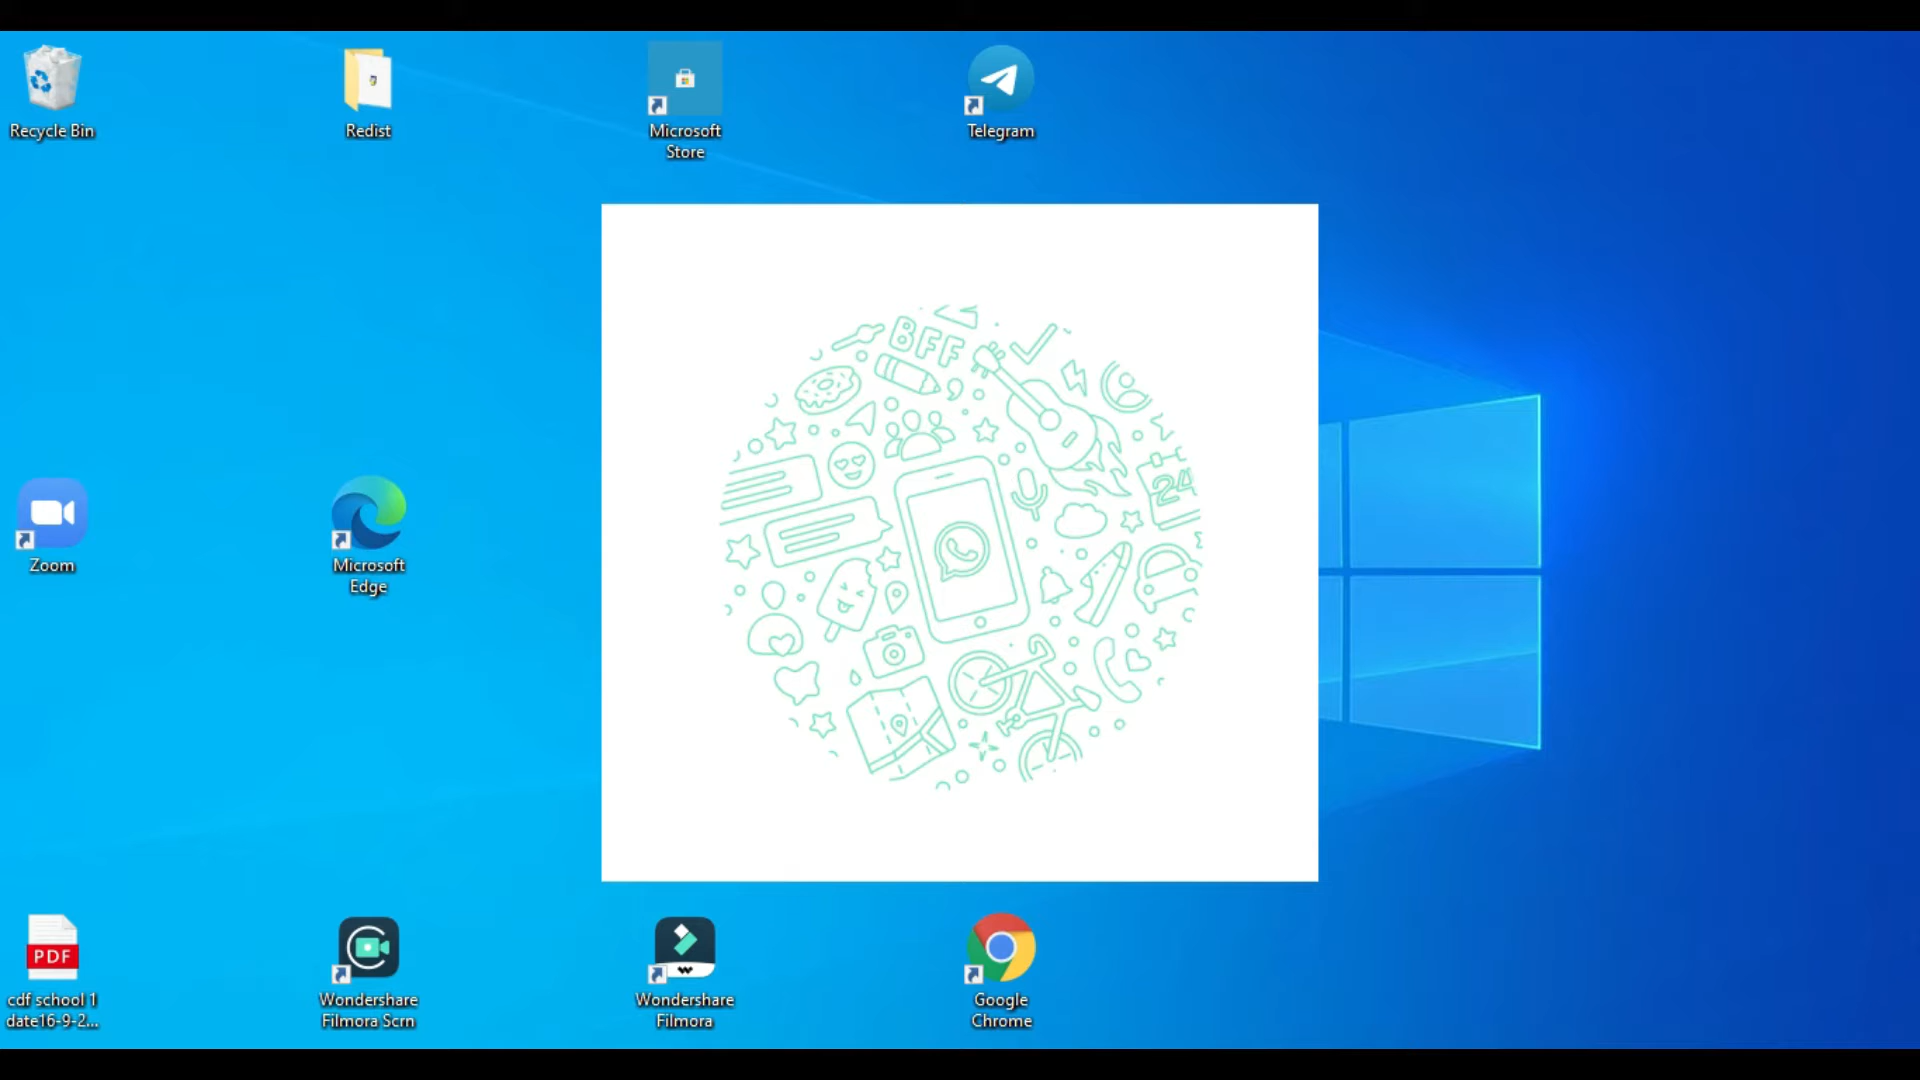 Recycle Bin
Redist
Microsoft
Store
Telegram
BFF
24
Zoom
Microsoft
Edge
PDF
cdf school 1
date16-9-2...
Wondershare
Filmora Scrn
Wondershare
Filmora
Google
Chrome